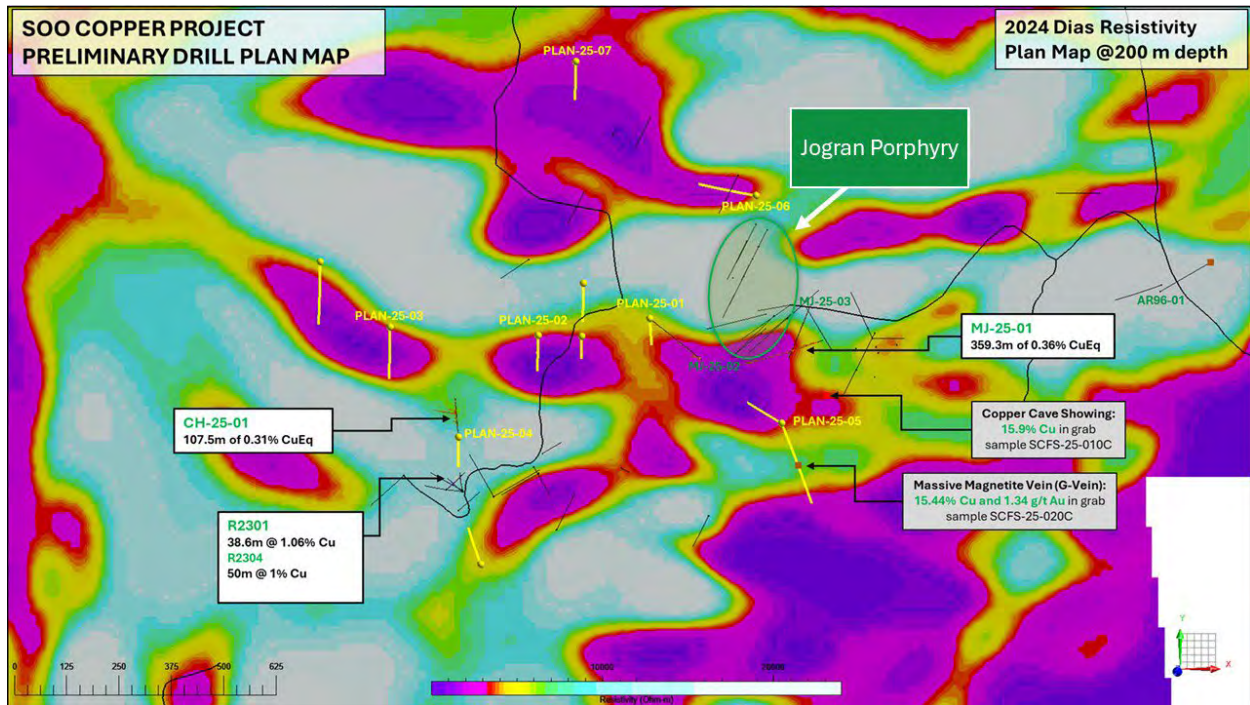 SOO COPPER PROJECT
PRELIMINARY DRILL PLAN MAP
2024 Dias Resistivity
Plan Map @200 m depth
PLAN-25-07
Jogran Porphyry
PLAN-25-06
MJ-25-03
AR96-01
PLAN-25-01
PLAN-25-02
PLAN-25-03
MJ-25-01
359.3m of 0.36% CuEq
CH-25-01
107.5m of 0.31% CuEq
PLAN-25-04
PLAN-25-05
Copper Cave Showing:
15.9% Cu in grab
sample SCFS-25-010C
Massive Magnetite Vein (G-Vein):
15.44% Cu and 1.34 g/t Au in grab
sample SCFS-25-020C
R2301
38.6m @ 1.06% Cu
R2304
50m @ 1% Cu
0 125 250 375 500 625
10000
Resistivity (Ohm-m)
Y
X